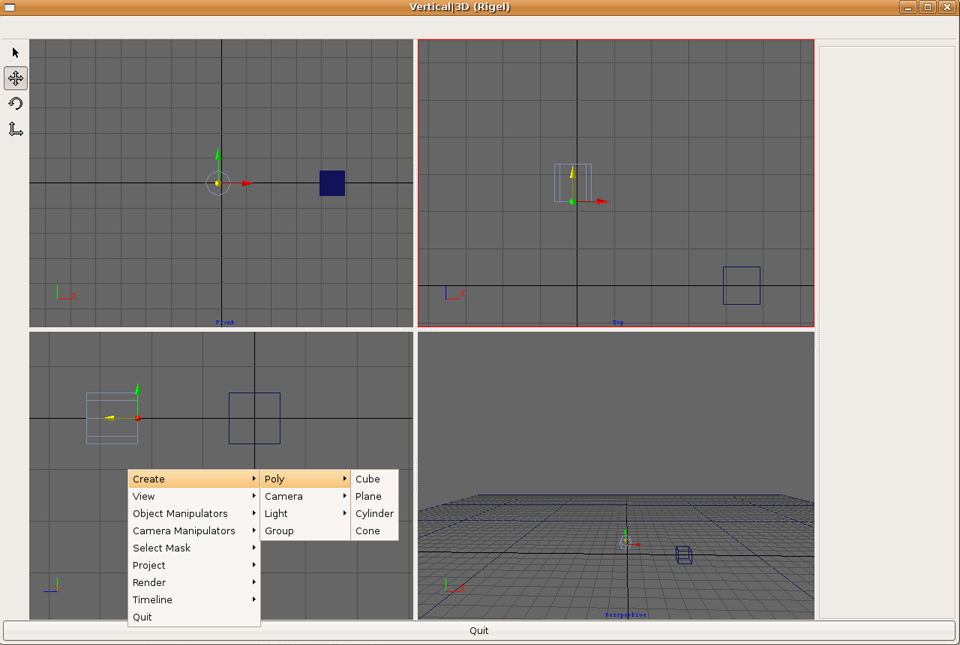 Vertical|3D (Rigel)
X
Front
X
Top
Create
View
Object Manipulators
Camera Manipulators
Select Mask
Project
Render
Timeline
Quit
Poly
Camera
Light
Group
Cube
Plane
Cylinder
Cone
Perspective
Quit